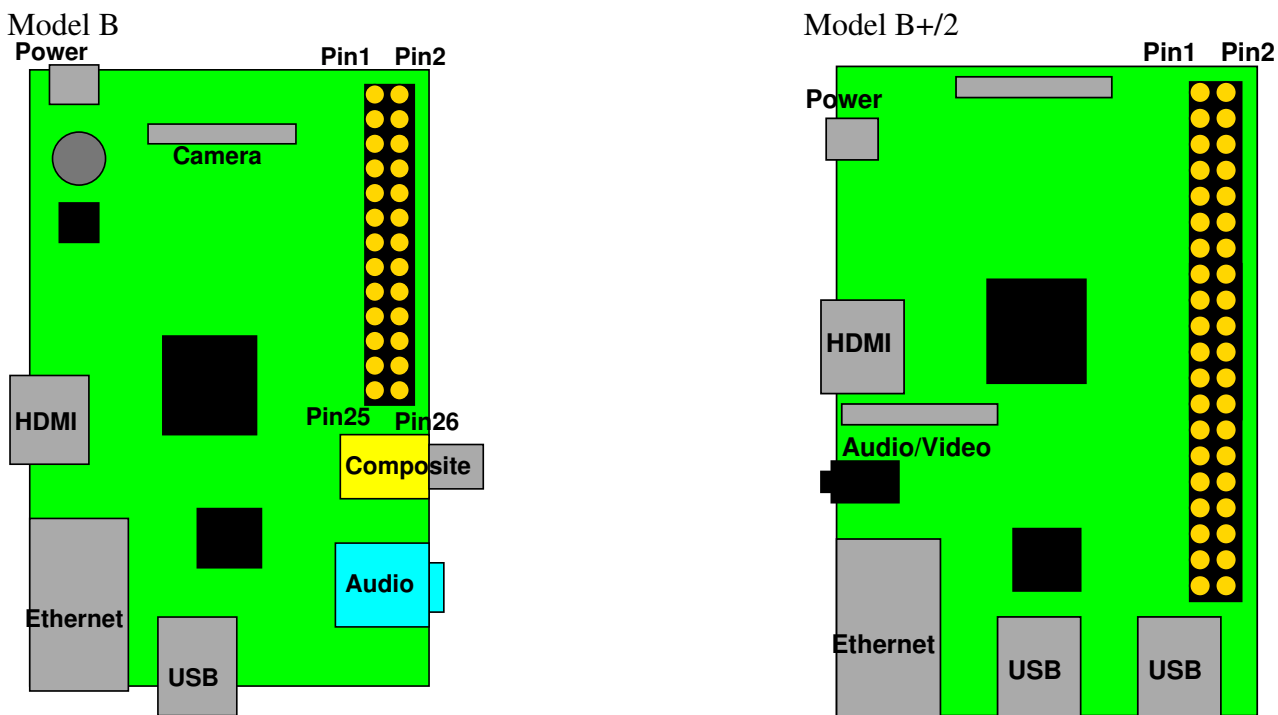 Model B
Power
Pin1 Pin2
Camera
HDMI
Pin25 Pin26
Composite
Audio
Ethernet
USB
Model B+/2
Pin1 Pin2
Power
HDMI
Audio/Video
Ethernet
USB USB